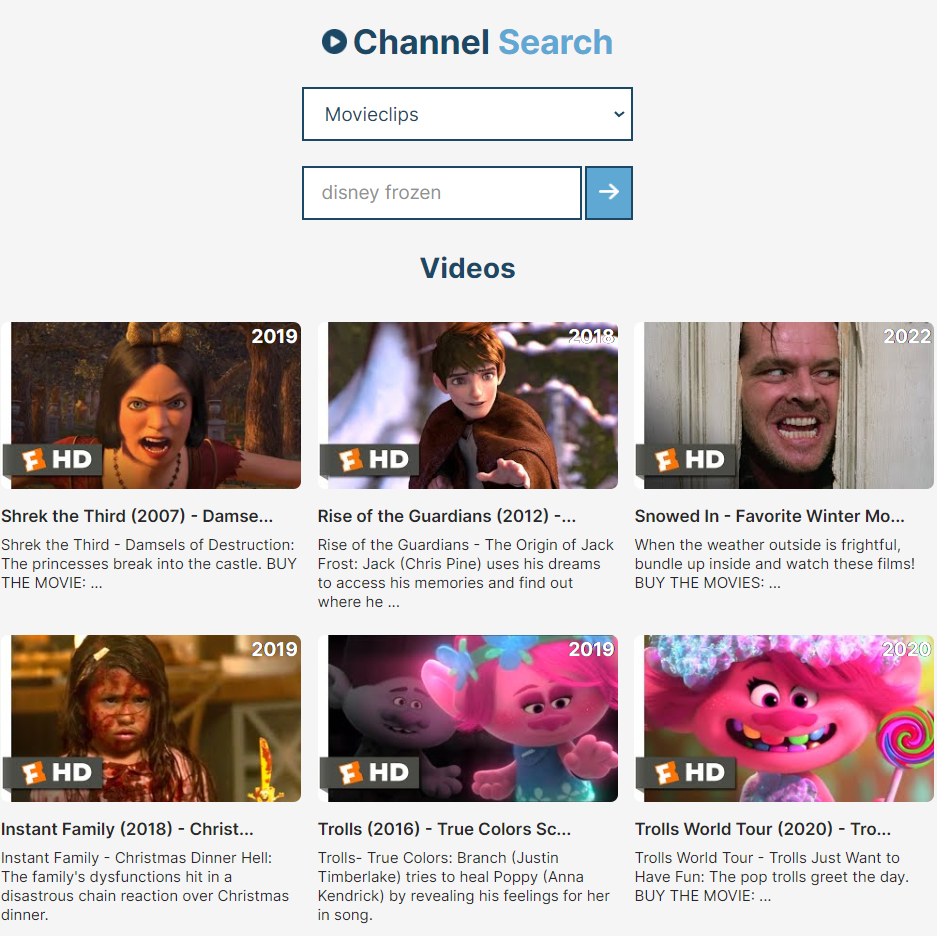 Channel Search
Movieclips
disney frozen
Videos
2019
HD
2018
HD
2022
HD
Shrek the Third (2007) - Damse...
Shrek the Third - Damsels of Destruction:
The princesses break into the castle. BUY
THE MOVIE: ...
Rise of the Guardians (2012) -...
Rise of the Guardians - The Origin of Jack
Frost: Jack (Chris Pine) uses his dreams
to access his memories and find out
where he ...
Snowed In - Favorite Winter Mo...
When the weather outside is frightful,
bundle up inside and watch these films!
BUY THE MOVIES: ...
2019
HD
2019
HD
2020
HD
Instant Family (2018) - Christ...
Instant Family - Christmas Dinner Hell:
The family's dysfunctions hit in a
disastrous chain reaction over Christmas
dinner.
Trolls (2016) - True Colors Sc...
Trolls- True Colors: Branch (Justin
Timberlake) tries to heal Poppy (Anna
Kendrick) by revealing his feelings for her
in song.
Trolls World Tour (2020) - Tro...
Trolls World Tour - Trolls Just Want to
Have Fun: The pop trolls greet the day.
BUY THE MOVIE: ...